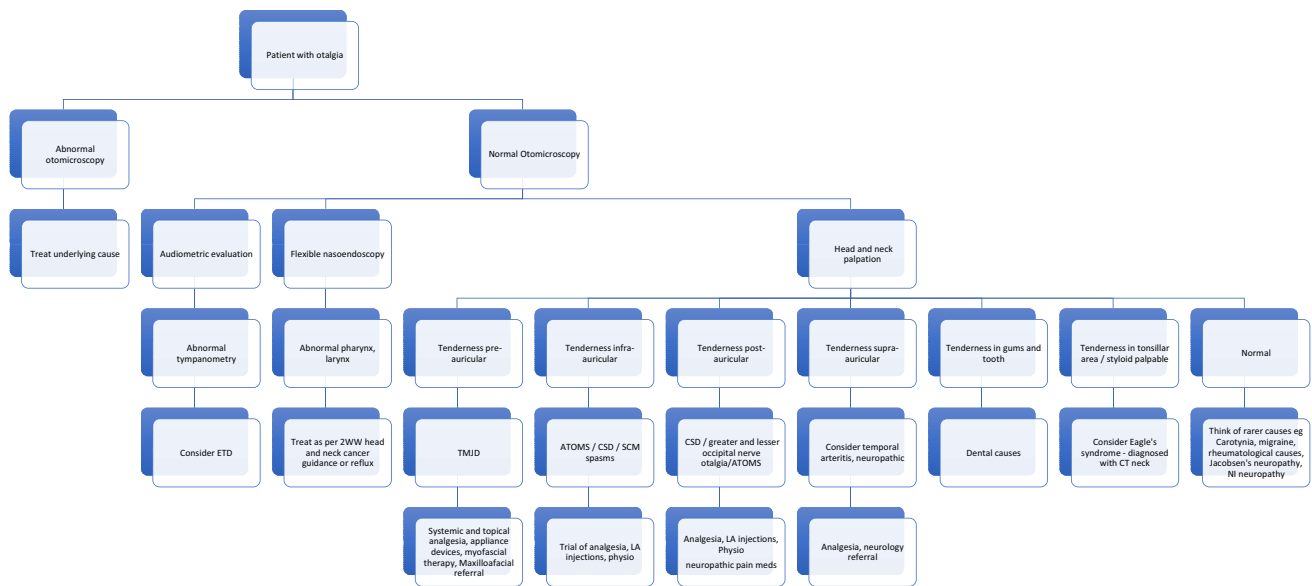 Patient with otalgia
Abnormal
otomicroscopy
Normal Otomicroscopy
Treat underlying cause
Audiometric evaluation
Flexible nasoendoscopy
Head and neck
palpation
Abnormal
tympanometry
Abnormal pharynx,
larynx
Tenderness pre-
auricular
Tenderness infra-
auricular
Tenderness post-
auricular
Tenderness supra-
auricular
Tenderness in gums and
tooth
Tenderness in tonsillar
area / styloid palpable
Normal
Consider ETD
Treat as per 2WW head
and neck cancer
guidance or reflux
TMJD
ATOMS / CSD / SCM
spasms
CSD / greater and lesser
occipital nerve
otalgia/ATOMS
Consider temporal
arteritis, neuropathic
Dental causes
Consider Eagle's
syndrome - diagnosed
with CT neck
Think of rarer causes eg
Carotynia, migraine,
rheumatological causes,
Jacobsen's neuropathy,
NI neuropathy
Systemic and topical
analgesia, appliance
devices, myofascial
therapy, Maxilloafacial
referral
Trial of analgesia, LA
injections, physio
Analgesia, LA injections,
Physio
neuropathic pain meds
Analgesia, neurology
referral